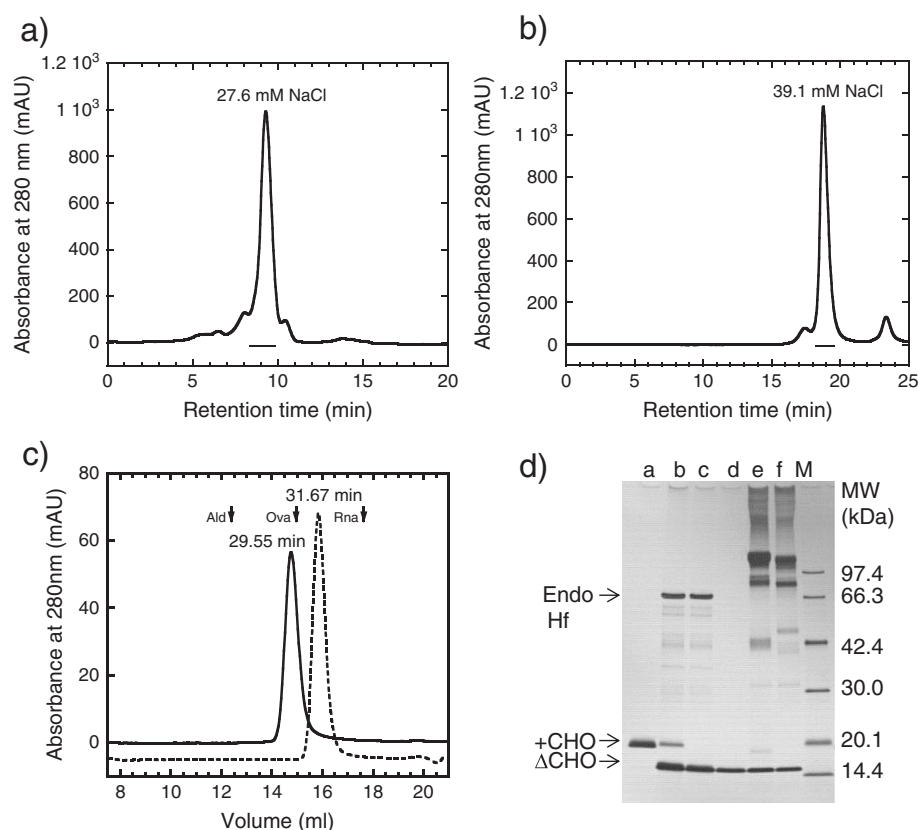 a)
1.2 10³
1 10³
800
600
400
200
0
Absorbance at 280 nm (mAU)
27.6 mM NaCl
0 5 10 15 20
Retention time (min)
b)
1.2 10³
1 10³
800
600
400
200
0
Absorbance at 280nm (mAU)
39.1 mM NaCl
0 5 10 15 20 25
Retention time (min)
c)
80
60
40
20
0
Absorbance at 280nm (mAU)
31.67 min
Ald Ova Rna
29.55 min
8 10 12 14 16 18 20
Volume (ml)
d)
a b c d e f M
MW
(kDa)
97.4
Endo 66.3
Hf
42.4
30.0
+CHO 20.1
ΔCHO 14.4